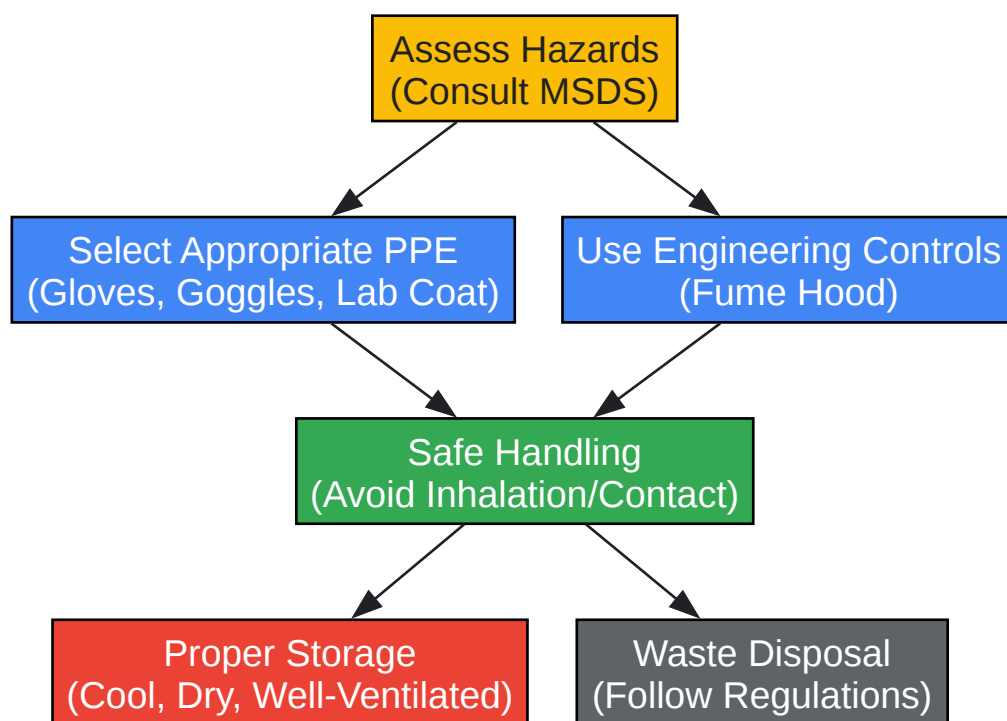 Assess Hazards
(Consult MSDS)
Select Appropriate PPE
(Gloves, Goggles, Lab Coat)
Use Engineering Controls
(Fume Hood)
Safe Handling
(Avoid Inhalation/Contact)
Proper Storage
(Cool, Dry, Well-Ventilated)
Waste Disposal
(Follow Regulations)